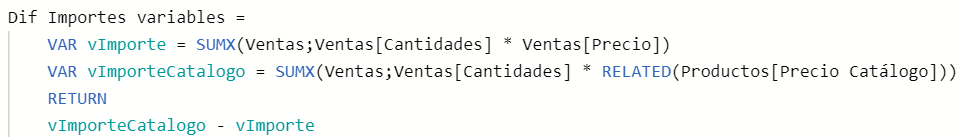 Dif Importes variables =
VAR vImporte = SUMX(Ventas;Ventas[Cantidades] * Ventas[Precio])
VAR vImporteCatalogo = SUMX(Ventas;Ventas[Cantidades] * RELATED(Productos[Precio Catálogo]))
RETURN
vImporteCatalogo - vImporte